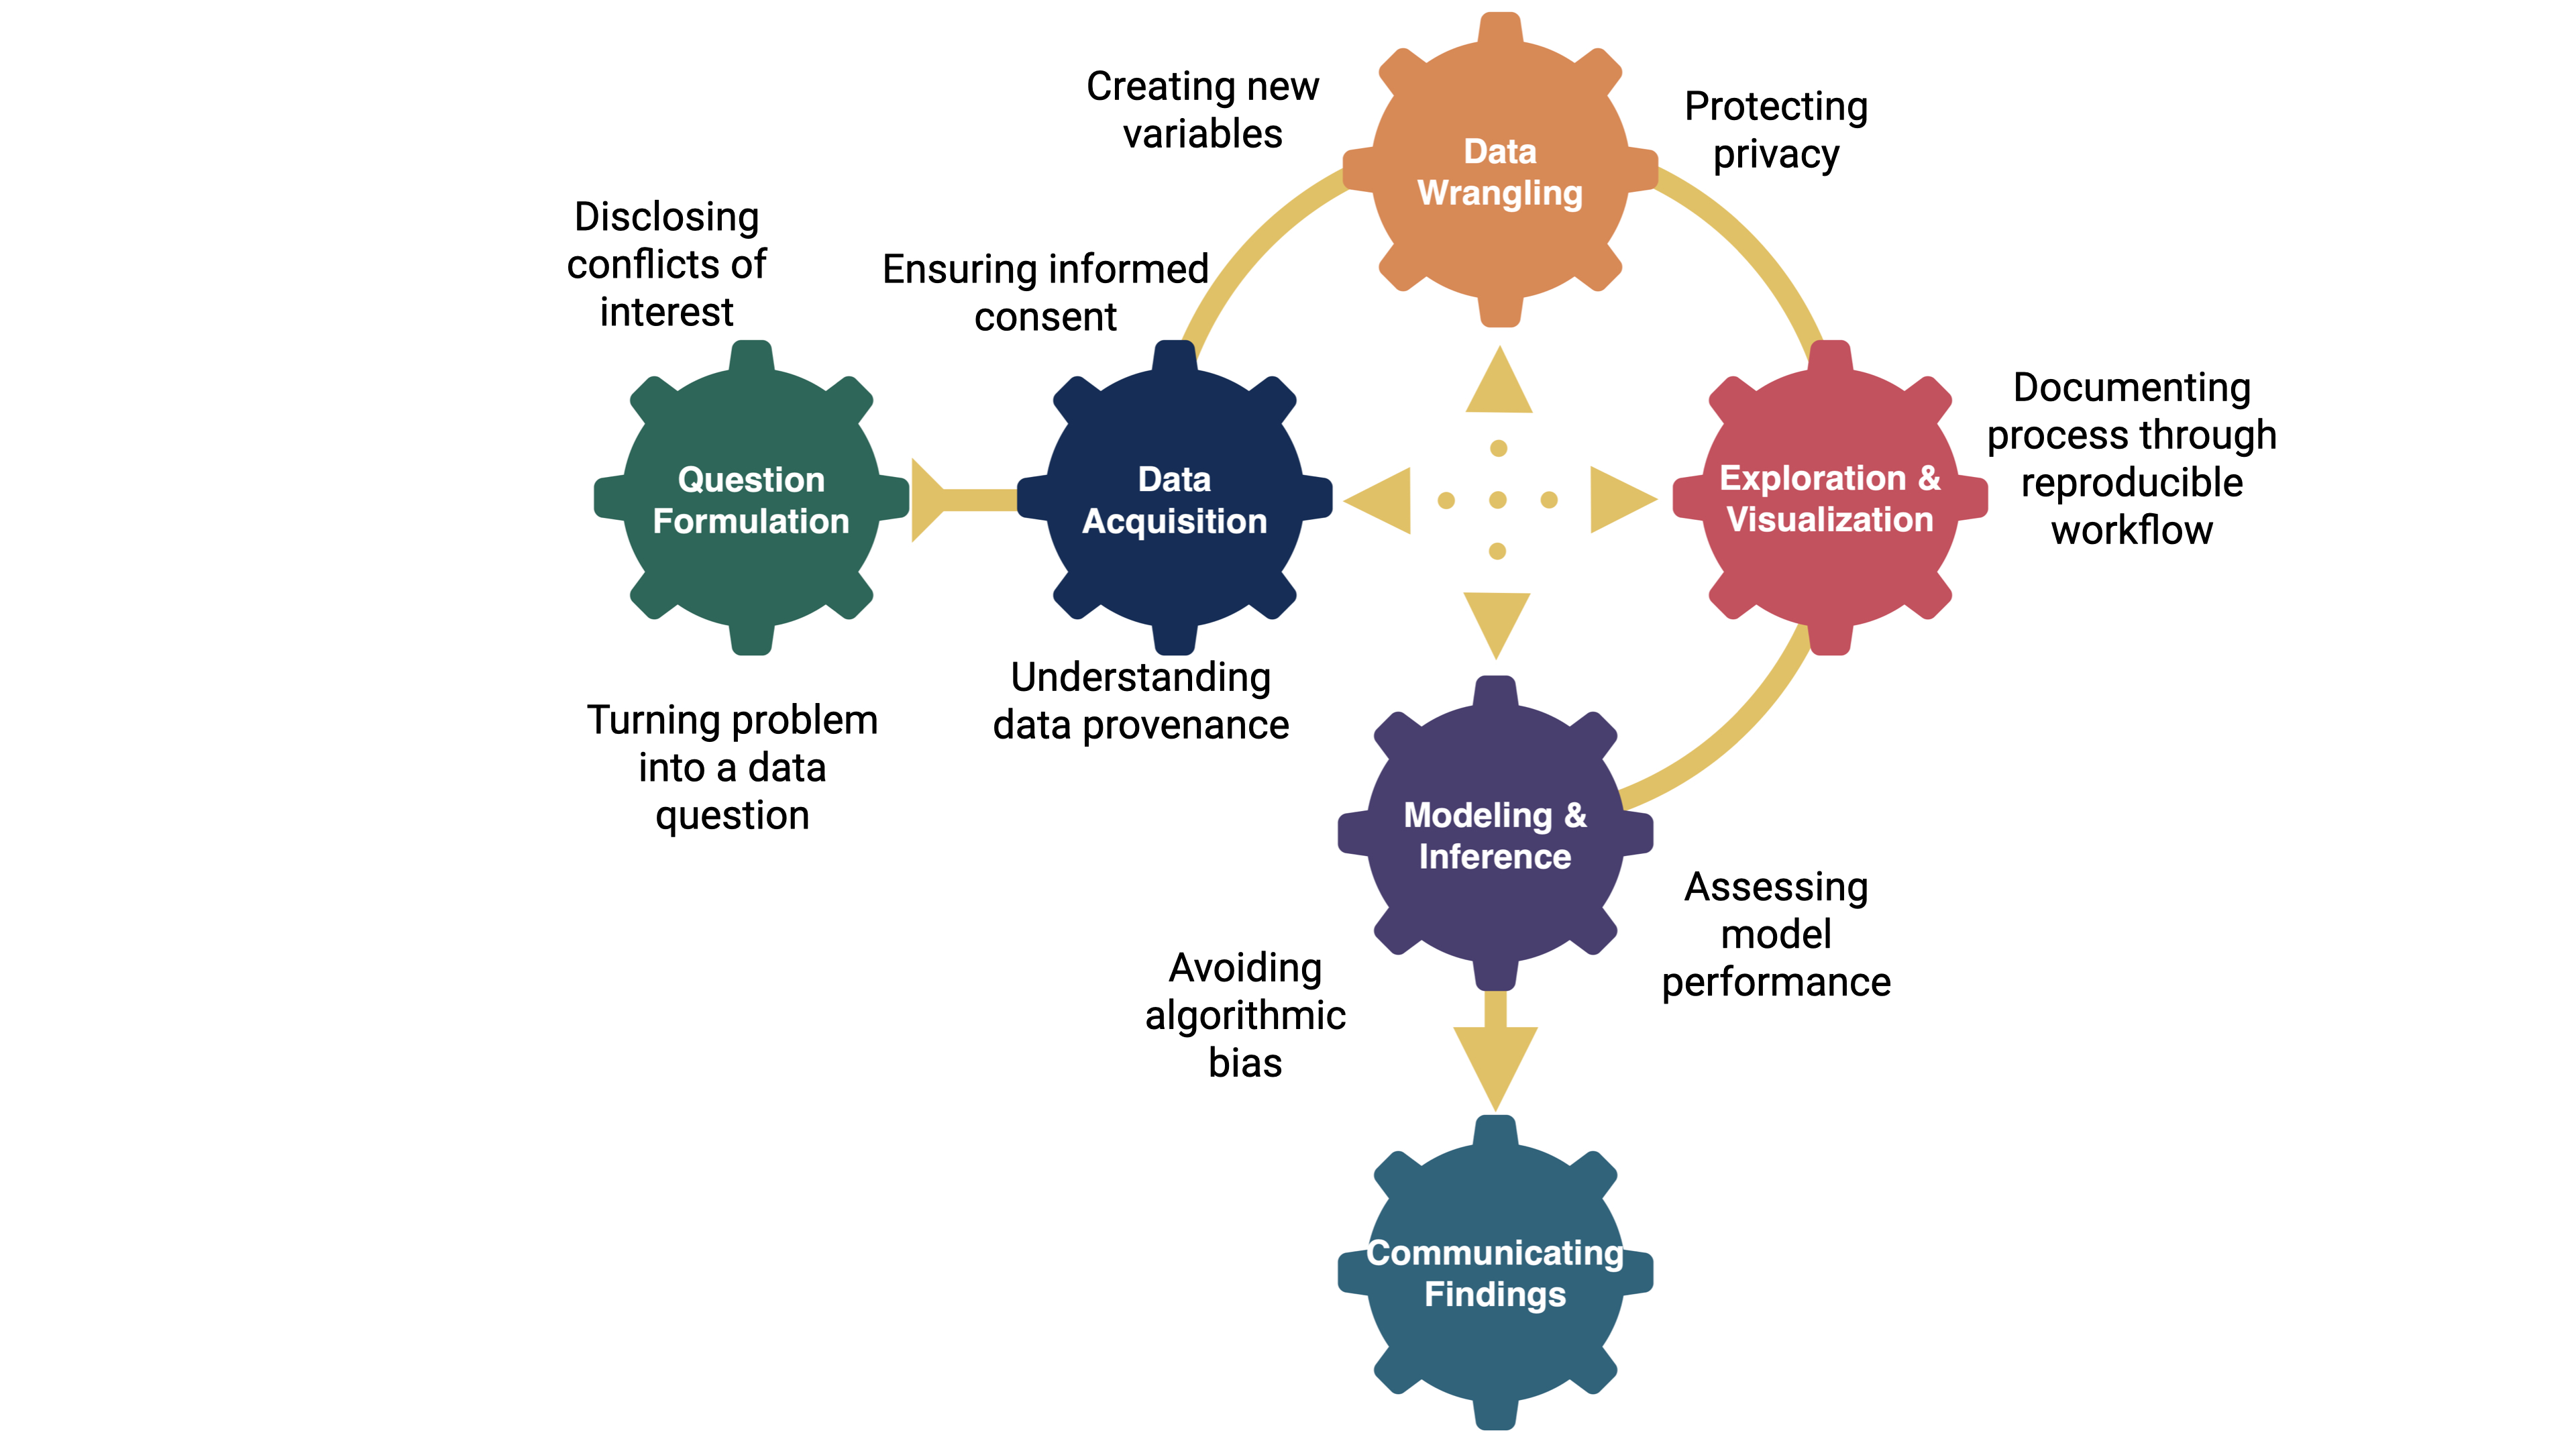 Creating new
variables
Data
Wrangling
Protecting
privacy
Disclosing
conflicts of
interest
Ensuring informed
consent
Question
Formulation
Data
Acquisition
Exploration &
Visualization
Documenting
process through
reproducible
workflow
Turning problem
into a data
question
Understanding
data provenance
Modeling &
Inference
Assessing
model
performance
Avoiding
algorithmic
bias
Communicating
Findings